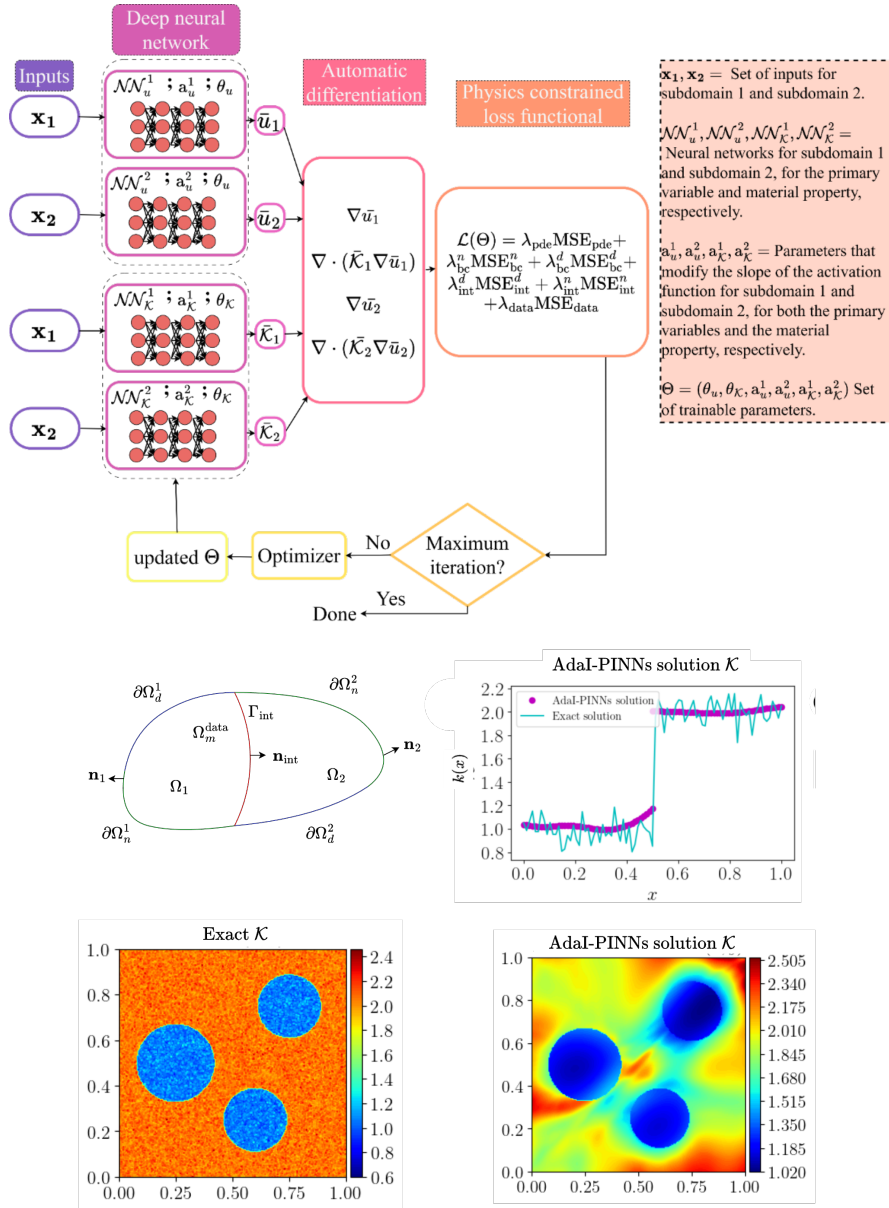 Deep neural
network
Inputs
Automatic
differentiation
Physics constrained
loss functional
x₁
𝒩𝒩ᵤ¹ ; aᵤ¹ ; θᵤ
ū₁
x₂
𝒩𝒩ᵤ² ; aᵤ² ; θᵤ
ū₂
x₁
𝒩𝒩_𝒦¹ ; a_𝒦¹ ; θ_𝒦
𝒦̄₁
x₂
𝒩𝒩_𝒦² ; a_𝒦² ; θ_𝒦
𝒦̄₂
∇ū₁
∇ · (𝒦̄₁∇ū₁)
∇ū₂
∇ · (𝒦̄₂∇ū₂)
ℒ(Θ) = λ_pde MSE_pde +
λ_bc^n MSE_bc^n + λ_bc^d MSE_bc^d +
λ_int^d MSE_int^d + λ_int^n MSE_int^n
+λ_data MSE_data
x₁, x₂ = Set of inputs for
subdomain 1 and subdomain 2.
𝒩𝒩ᵤ¹, 𝒩𝒩ᵤ², 𝒩𝒩_𝒦¹, 𝒩𝒩_𝒦² =
Neural networks for subdomain 1
and subdomain 2, for the primary
variable and material property,
respectively.
aᵤ¹, aᵤ², a_𝒦¹, a_𝒦² = Parameters that
modify the slope of the activation
function for subdomain 1 and
subdomain 2, for both the primary
variables and the material
property, respectively.
Θ = (θᵤ, θ_𝒦, aᵤ¹, aᵤ², a_𝒦¹, a_𝒦²) Set
of trainable parameters.
updated Θ
Optimizer
No
Maximum
iteration?
Yes
Done
∂Ω_d^1
∂Ω_n^2
Γ_int
Ω_m^data
n₁
n_int
n₂
Ω₁
Ω₂
∂Ω_n^1
∂Ω_d^2
AdaI-PINNs solution 𝒦
AdaI-PINNs solution
Exact solution
2.2
2.0
1.8
1.6
1.4
1.2
1.0
0.8
k(x)
0.0 0.2 0.4 0.6 0.8 1.0
x
Exact 𝒦
1.0
0.8
0.6
0.4
0.2
0.0
0.00 0.25 0.50 0.75 1.00
2.4
2.2
2.0
1.8
1.6
1.4
1.2
1.0
0.8
0.6
AdaI-PINNs solution 𝒦
1.0
0.8
0.6
0.4
0.2
0.0
0.00 0.25 0.50 0.75 1.00
2.505
2.340
2.175
2.010
1.845
1.680
1.515
1.350
1.185
1.020